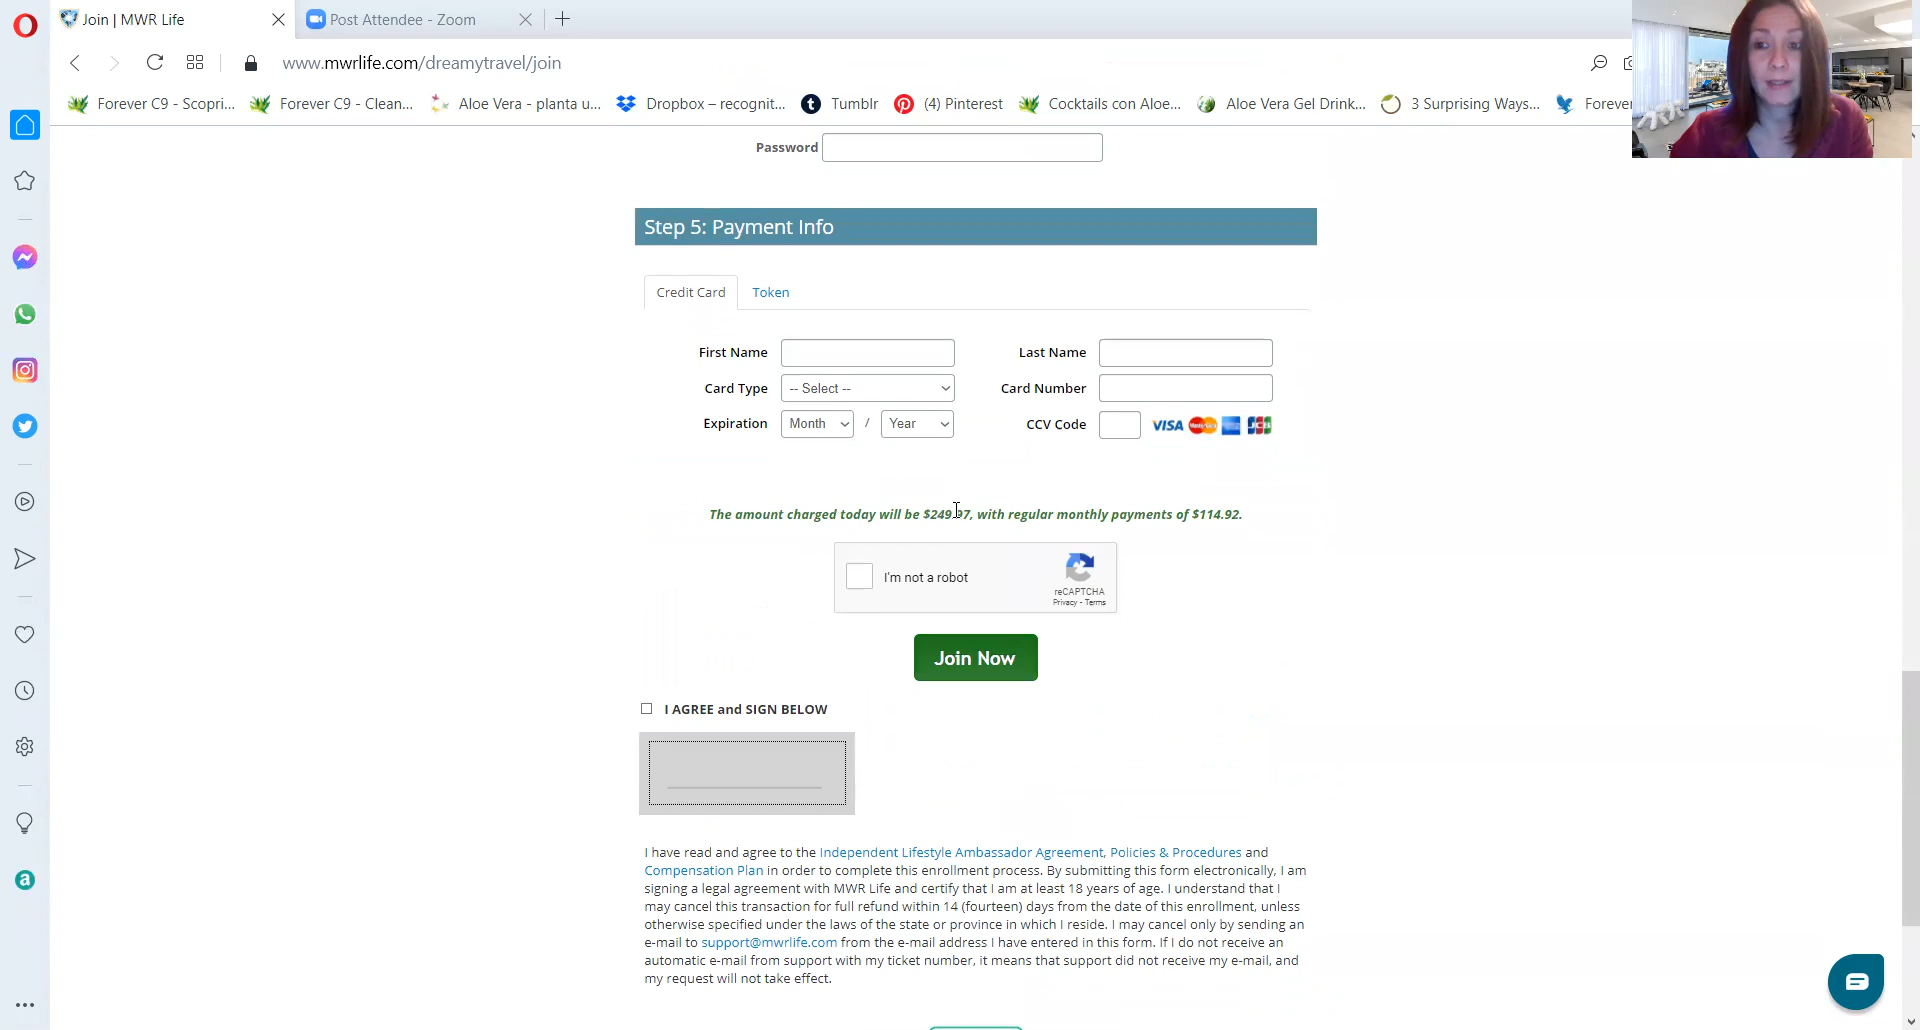 Join | MWR Life
Post Attendee - Zoom
www.mwrlife.com/dreamytravel/join
Forever C9 - Scopri...
Forever C9 - Clean...
Aloe Vera - planta u...
Dropbox – recognit...
Tumblr
(4) Pinterest
Cocktails con Aloe...
Aloe Vera Gel Drink...
3 Surprising Ways...
Forever
Password
Step 5: Payment Info
Credit Card
Token
First Name
Last Name
Card Type
-- Select --
Card Number
Expiration
Month
/
Year
CCV Code
VISA
JCB
The amount charged today will be $249.97, with regular monthly payments of $114.92.
I'm not a robot
reCAPTCHA
Privacy - Terms
Join Now
I AGREE and SIGN BELOW
I have read and agree to the Independent Lifestyle Ambassador Agreement, Policies & Procedures and
Compensation Plan in order to complete this enrollment process. By submitting this form electronically, I am
signing a legal agreement with MWR Life and certify that I am at least 18 years of age. I understand that I
may cancel this transaction for full refund within 14 (fourteen) days from the date of this enrollment, unless
otherwise specified under the laws of the state or province in which I reside. I may cancel only by sending an
e-mail to support@mwrlife.com from the e-mail address I have entered in this form. If I do not receive an
automatic e-mail from support with my ticket number, it means that support did not receive my e-mail, and
my request will not take effect.